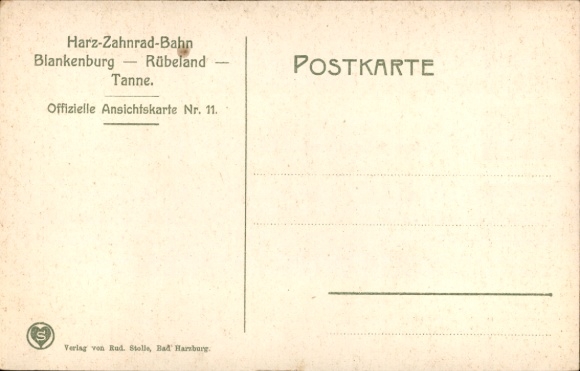 Harz-Zahnrad-Bahn
Blankenburg — Rübeland —
Tanne.
Offizielle Ansichtskarte Nr. 11.
POSTKARTE
Verlag von Rud. Stolle, Bad Harzburg.